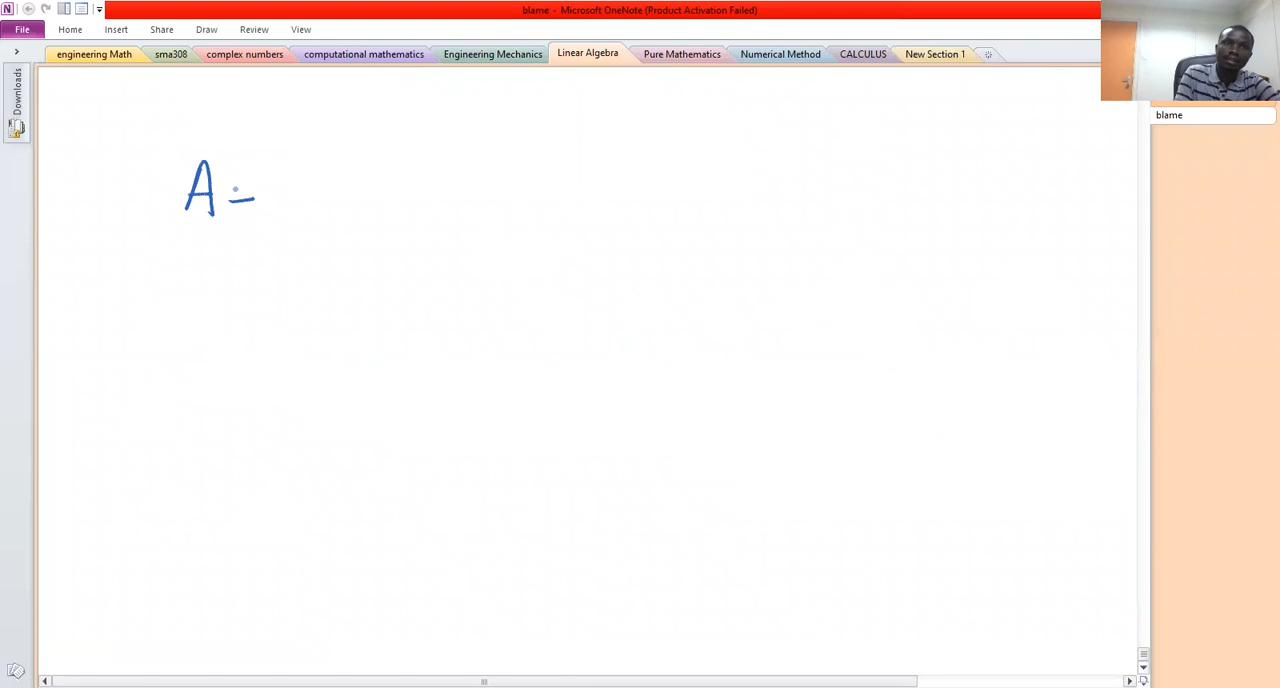 blame - Microsoft OneNote (Product Activation Failed)
File Home Insert Share Draw Review View
engineering Math sma308 complex numbers computational mathematics Engineering Mechanics Linear Algebra Pure Mathematics Numerical Method CALCULUS New Section 1
Downloads
blame
A =